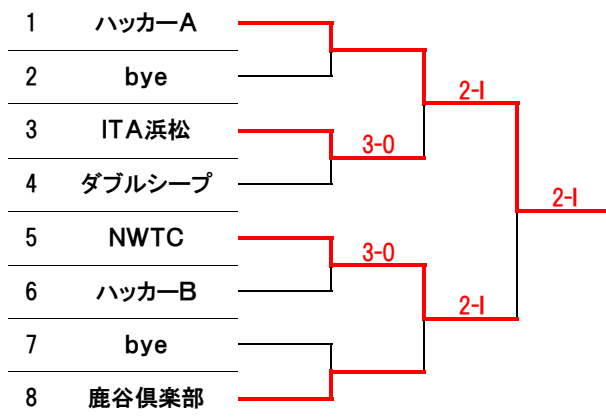 1 ハッカーA
2 bye
3 ITA浜松
4 ダブルシープ
5 NWTC
6 ハッカーB
7 bye
8 鹿谷倶楽部
3-0
3-0
2-1
2-1
2-1